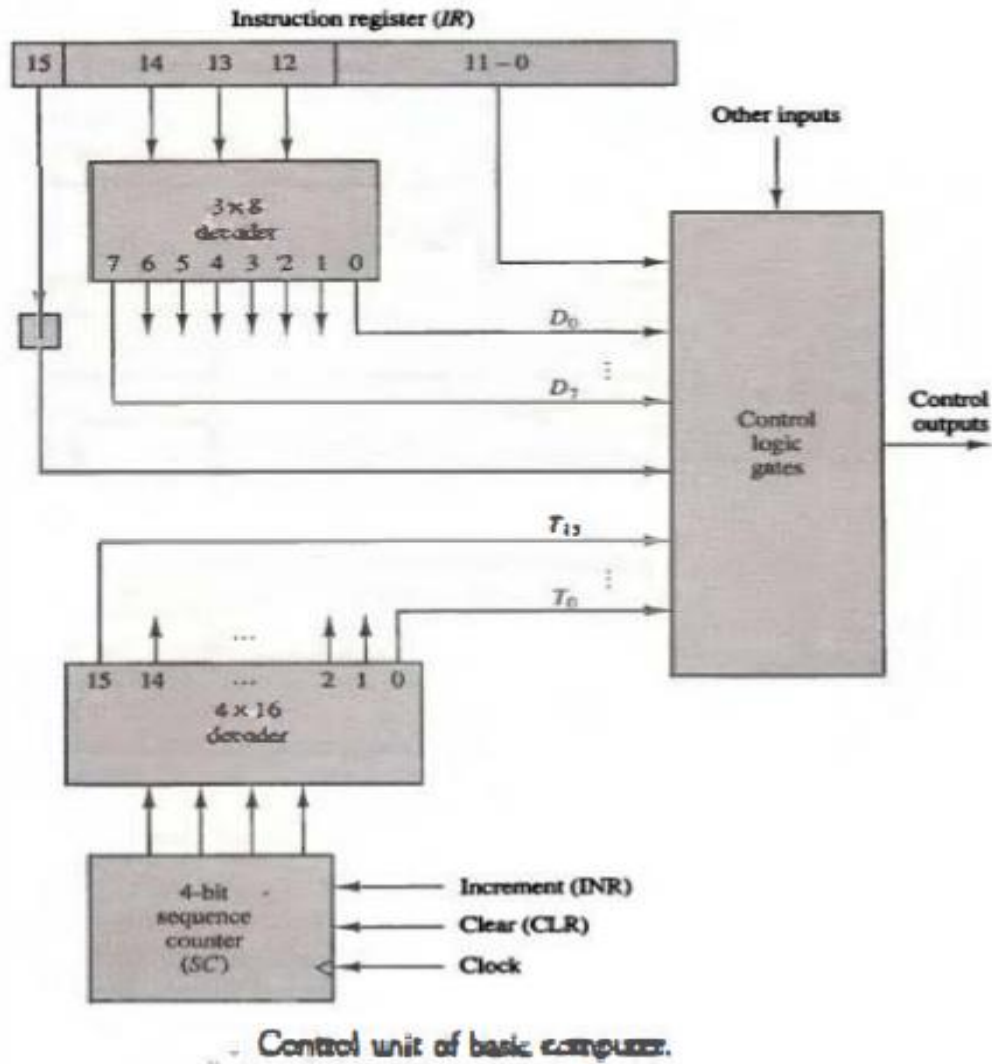 Instruction register (IR)
15 14 13 12 11 – 0
Other inputs
3 × 8
decoder
7 6 5 4 3 2 1 0
D0
⋮
D7
Control
logic
gates
Control
outputs
T15
⋮
T0
...
15 14 ... 2 1 0
4 × 16
decoder
4-bit
sequence
counter
(SC)
Increment (INR)
Clear (CLR)
Clock
Control unit of basic computer.